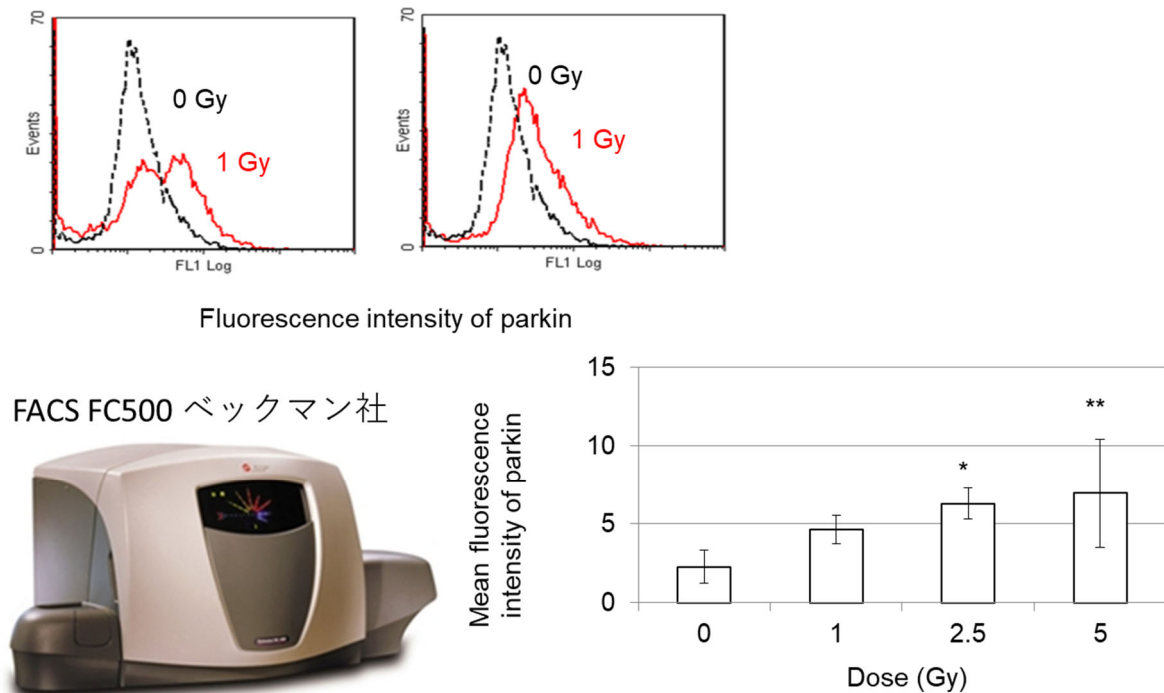 70
0 Gy
1 Gy
Events
0
FL1 Log
70
0 Gy
1 Gy
Events
0
FL1 Log
Fluorescence intensity of parkin
FACS FC500 ベックマン社
Mean fluorescence
intensity of parkin
15
10
5
0
*
**
0 1 2.5 5
Dose (Gy)